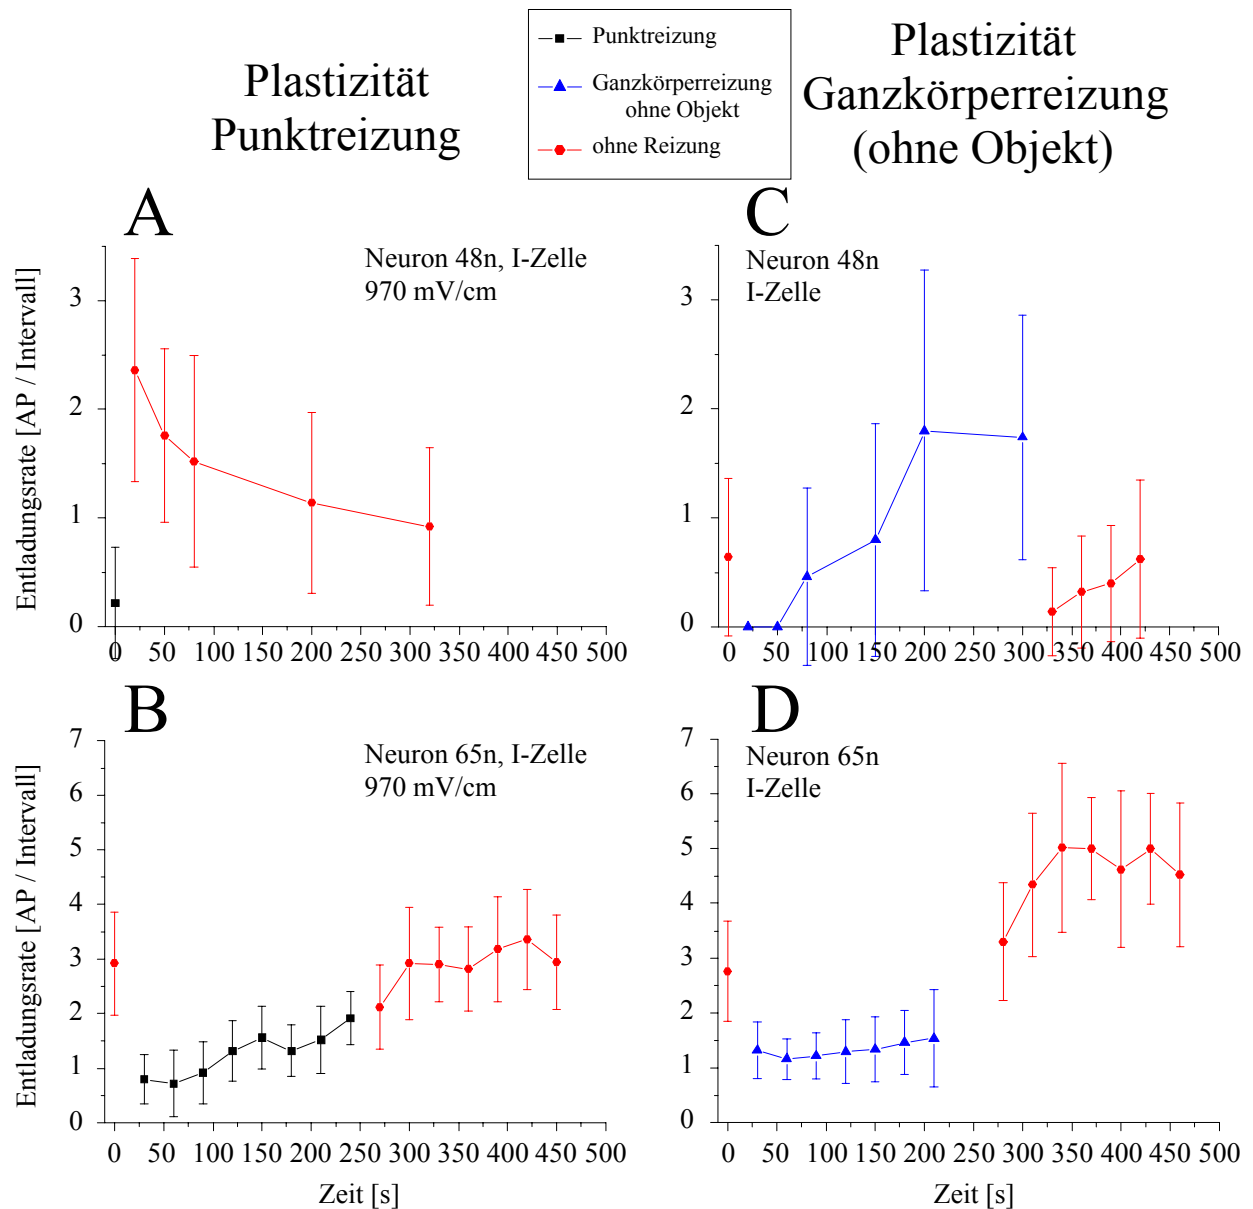 Plastizität
Punktreizung
Punktreizung
Ganzkörperreizung
ohne Objekt
ohne Reizung
Plastizität
Ganzkörperreizung
(ohne Objekt)
A
Neuron 48n, I-Zelle
970 mV/cm
Entladungsrate [AP / Intervall]
3
2
1
0
0 50 100 150 200 250 300 350 400 450 500
C
Neuron 48n
I-Zelle
3
2
1
0
0 50 100 150 200 250 300 350 400 450 500
B
Neuron 65n, I-Zelle
970 mV/cm
Entladungsrate [AP / Intervall]
7
6
5
4
3
2
1
0
0 50 100 150 200 250 300 350 400 450 500
Zeit [s]
D
Neuron 65n
I-Zelle
7
6
5
4
3
2
1
0
0 50 100 150 200 250 300 350 400 450 500
Zeit [s]